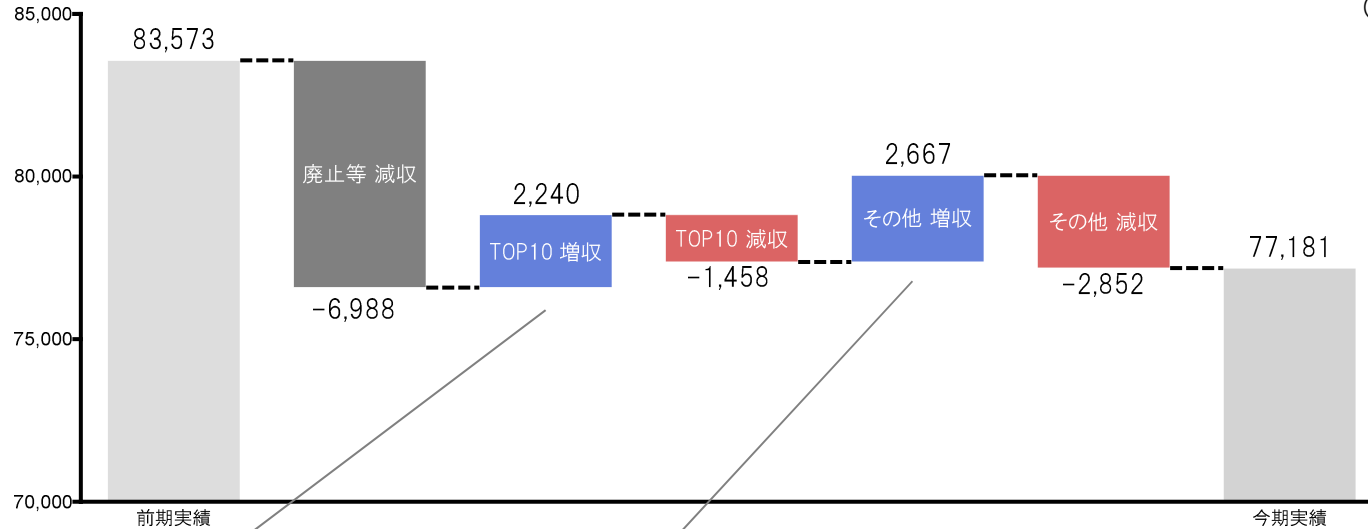 85,000
83,573
廃止等 減収
-6,988
80,000
2,240
TOP10 増収
TOP10 減収
-1,458
2,667
その他 増収
その他 減収
-2,852
77,181
75,000
70,000
前期実績
今期実績